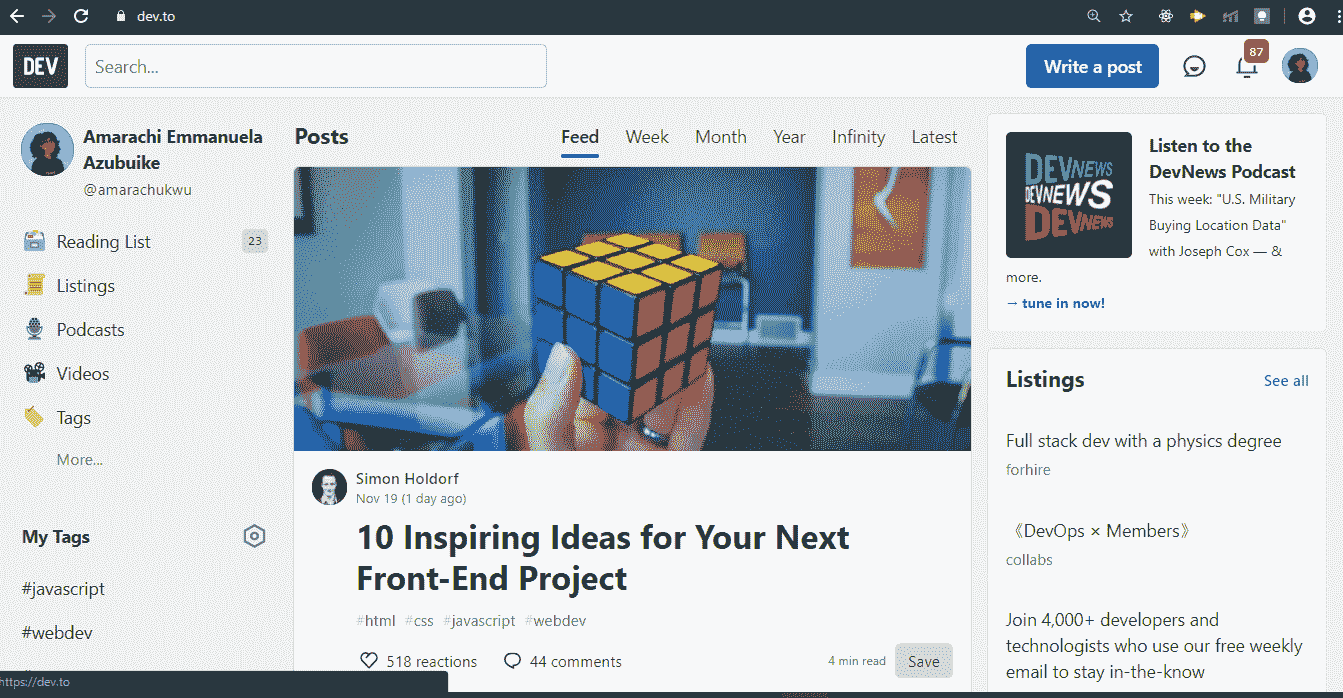 dev.to
DEV
Search...
Write a post
87
Amarachi Emmanuela
Azubuike
@amarachukwu
Reading List
23
Listings
Podcasts
Videos
Tags
More...
My Tags
#javascript
#webdev
https://dev.to
Posts
Feed Week Month Year Infinity Latest
Simon Holdorf
Nov 19 (1 day ago)
10 Inspiring Ideas for Your Next
Front-End Project
#html #css #javascript #webdev
518 reactions 44 comments
4 min read Save
DEVNEWS
DEVNEWS
DEVNEWS
Listen to the
DevNews Podcast
This week: "U.S. Military
Buying Location Data"
with Joseph Cox — &
more.
→ tune in now!
Listings
See all
Full stack dev with a physics degree
forhire
《DevOps × Members》
collabs
Join 4,000+ developers and
technologists who use our free weekly
email to stay in-the-know